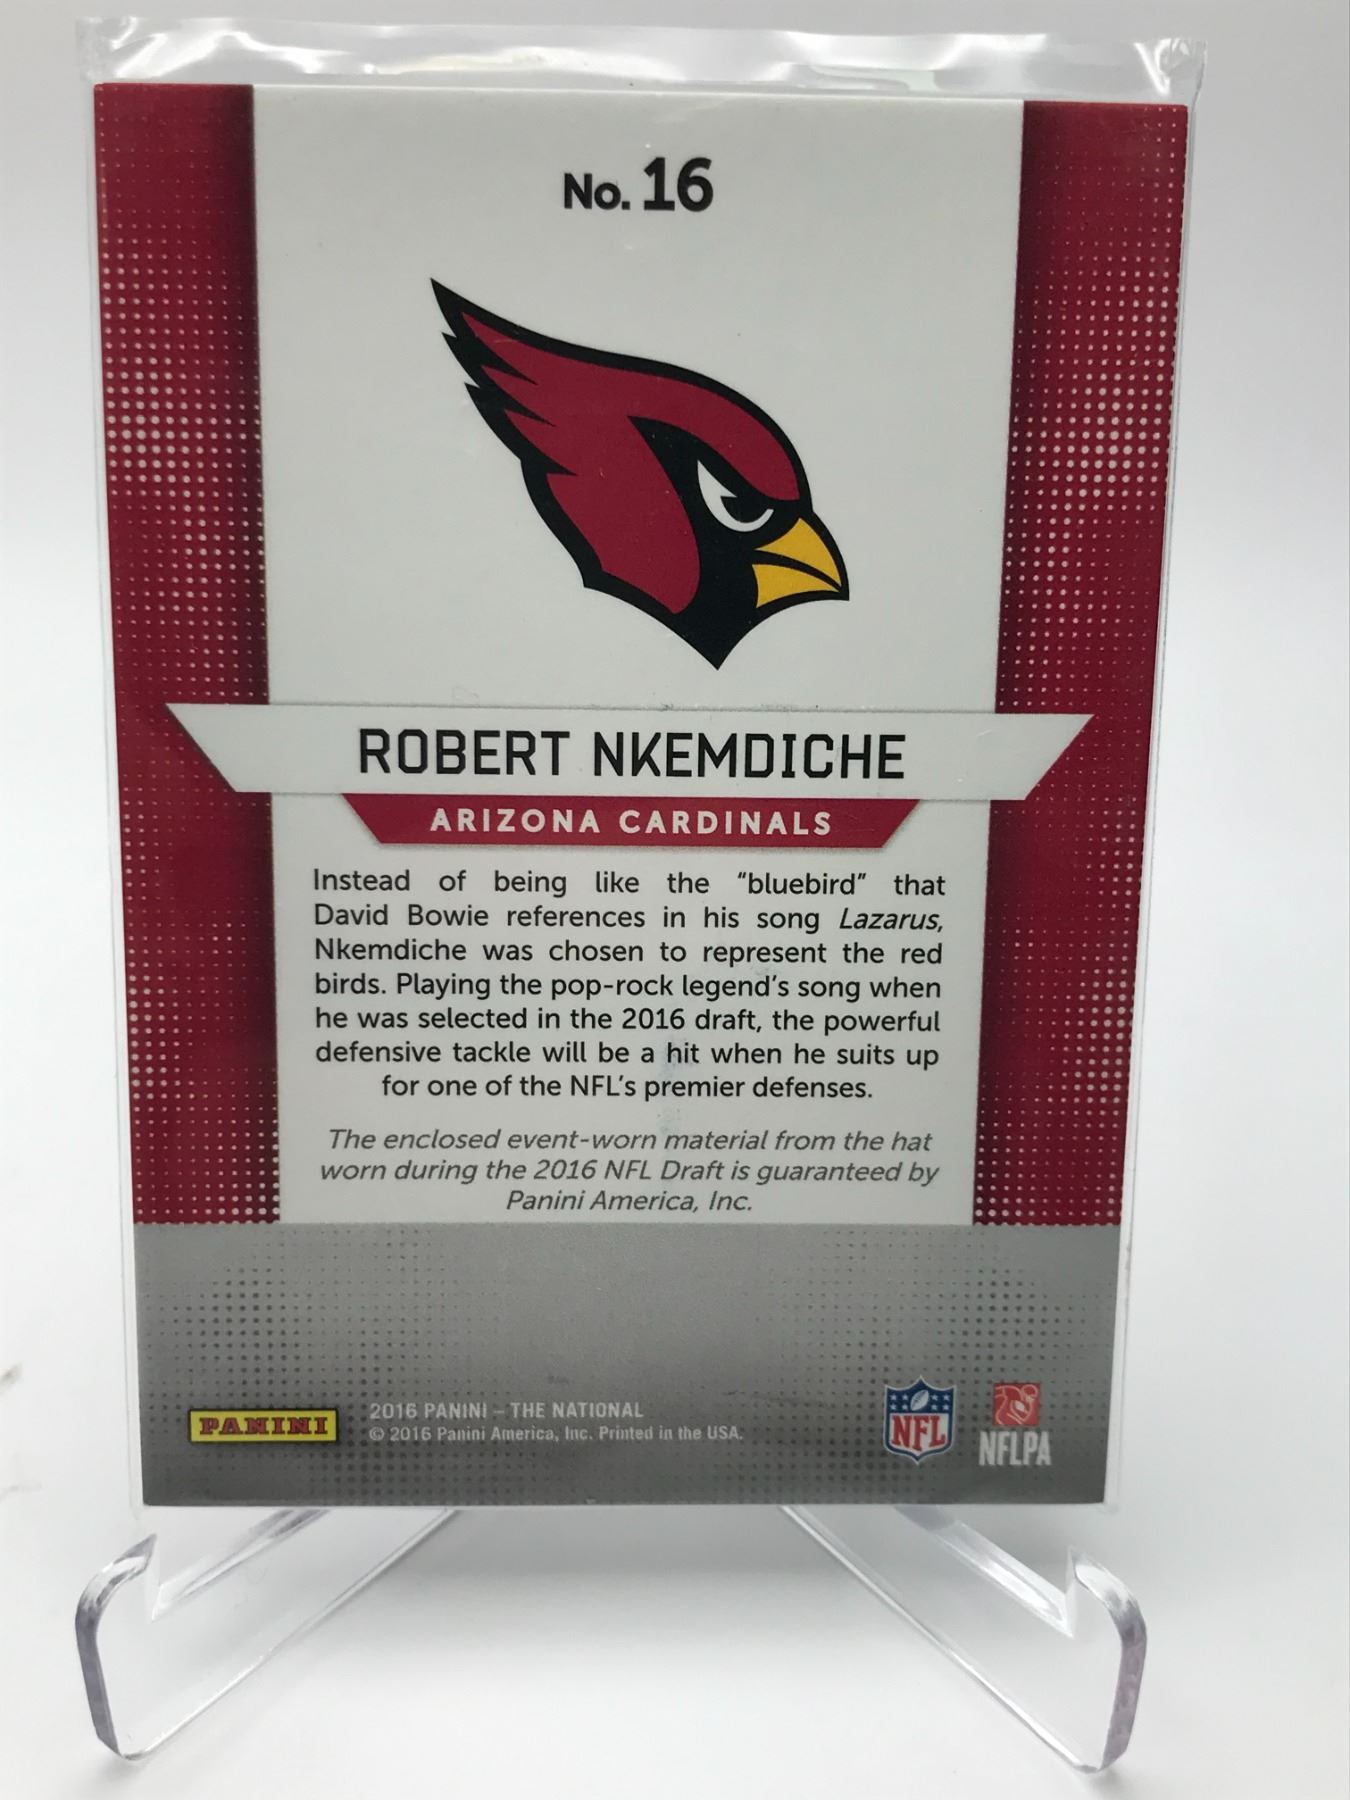 No. 16
ROBERT NKEMDICHE
ARIZONA CARDINALS
Instead of being like the “bluebird” that
David Bowie references in his song Lazarus,
Nkemdiche was chosen to represent the red
birds. Playing the pop-rock legend’s song when
he was selected in the 2016 draft, the powerful
defensive tackle will be a hit when he suits up
for one of the NFL’s premier defenses.
The enclosed event-worn material from the hat
worn during the 2016 NFL Draft is guaranteed by
Panini America, Inc.
PANINI
2016 PANINI – THE NATIONAL
© 2016 Panini America, Inc. Printed in the USA.
NFL
NFLPA